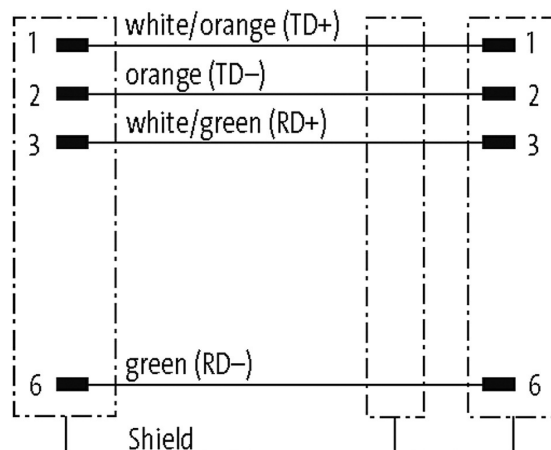 1 white/orange (TD+) 1
2 orange (TD–) 2
3 white/green (RD+) 3
6 green (RD–) 6
Shield